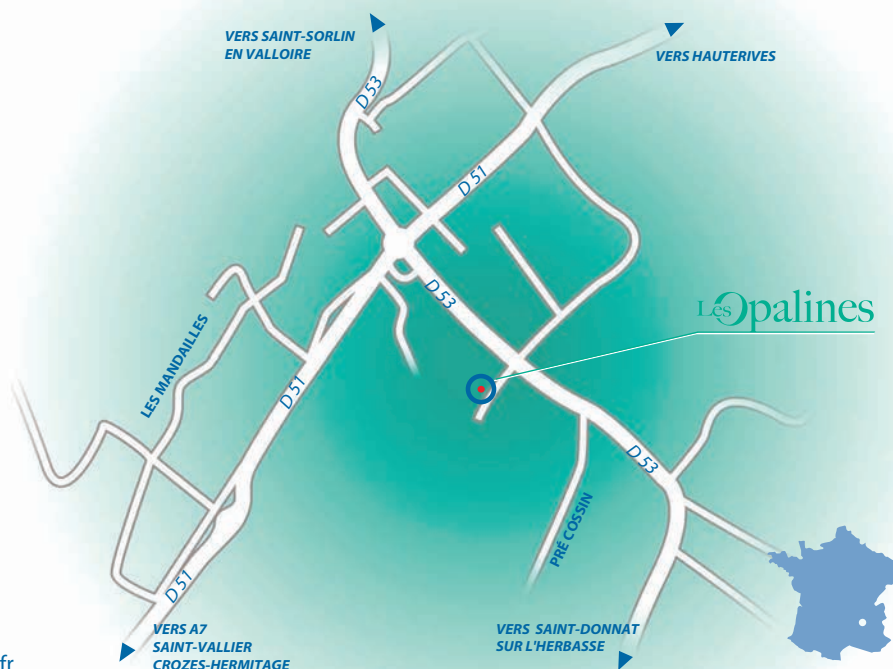 VERS SAINT-SORLIN
EN VALLOIRE
VERS HAUTERIVES
D 53
D 51
D 53
Les Opalines
LES MANDAILLES
D 51
D 53
PRÉ COSSIN
D 51
VERS A7
SAINT-VALLIER
CROZES-HERMITAGE
VERS SAINT-DONNAT
SUR L'HERBASSE
fr